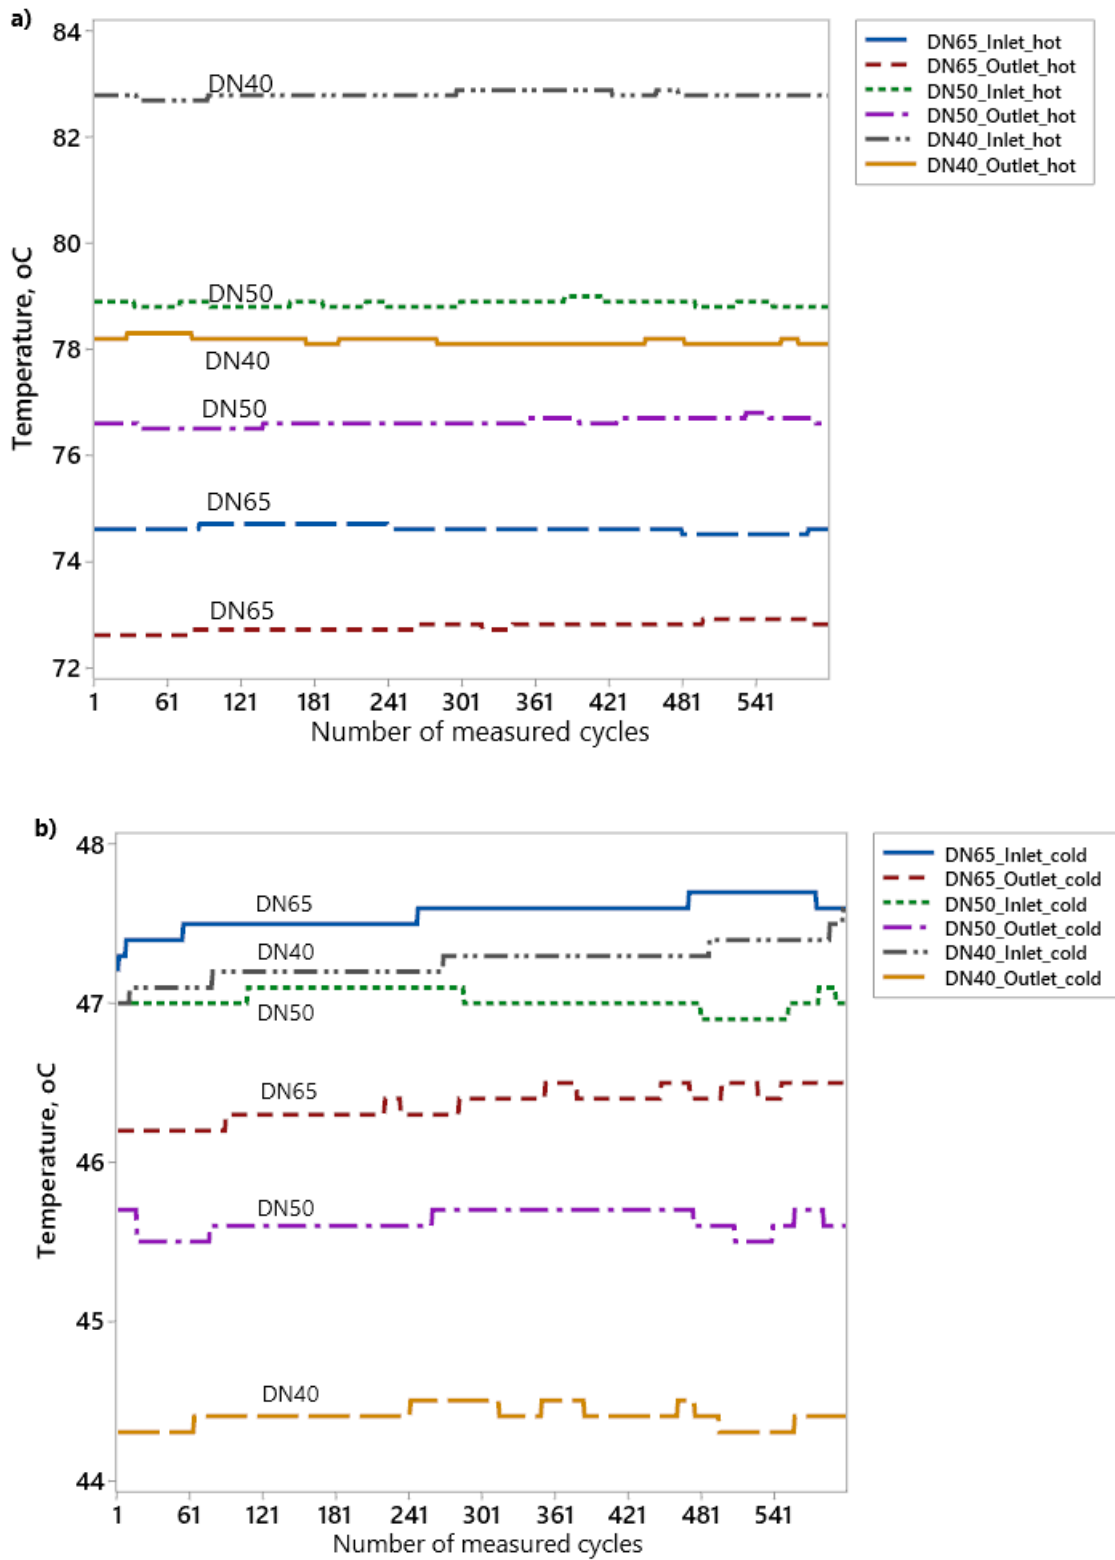 a)
84
82
80
78
76
74
72
Temperature, oC
DN40
DN50
DN40
DN50
DN65
DN65
1 61 121 181 241 301 361 421 481 541
Number of measured cycles
DN65_Inlet_hot
DN65_Outlet_hot
DN50_Inlet_hot
DN50_Outlet_hot
DN40_Inlet_hot
DN40_Outlet_hot
b)
48
47
46
45
44
Temperature, oC
DN65
DN40
DN50
DN65
DN50
DN40
1 61 121 181 241 301 361 421 481 541
Number of measured cycles
DN65_Inlet_cold
DN65_Outlet_cold
DN50_Inlet_cold
DN50_Outlet_cold
DN40_Inlet_cold
DN40_Outlet_cold